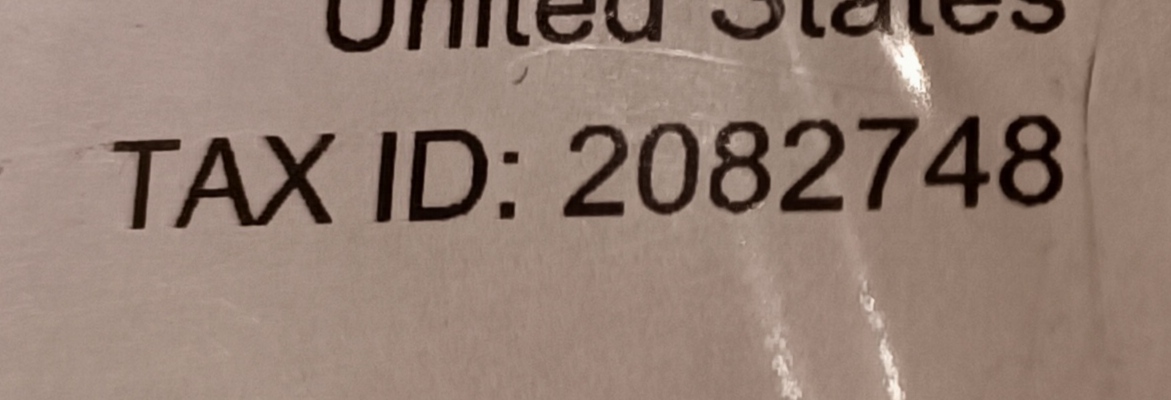 United States
TAX ID: 2082748